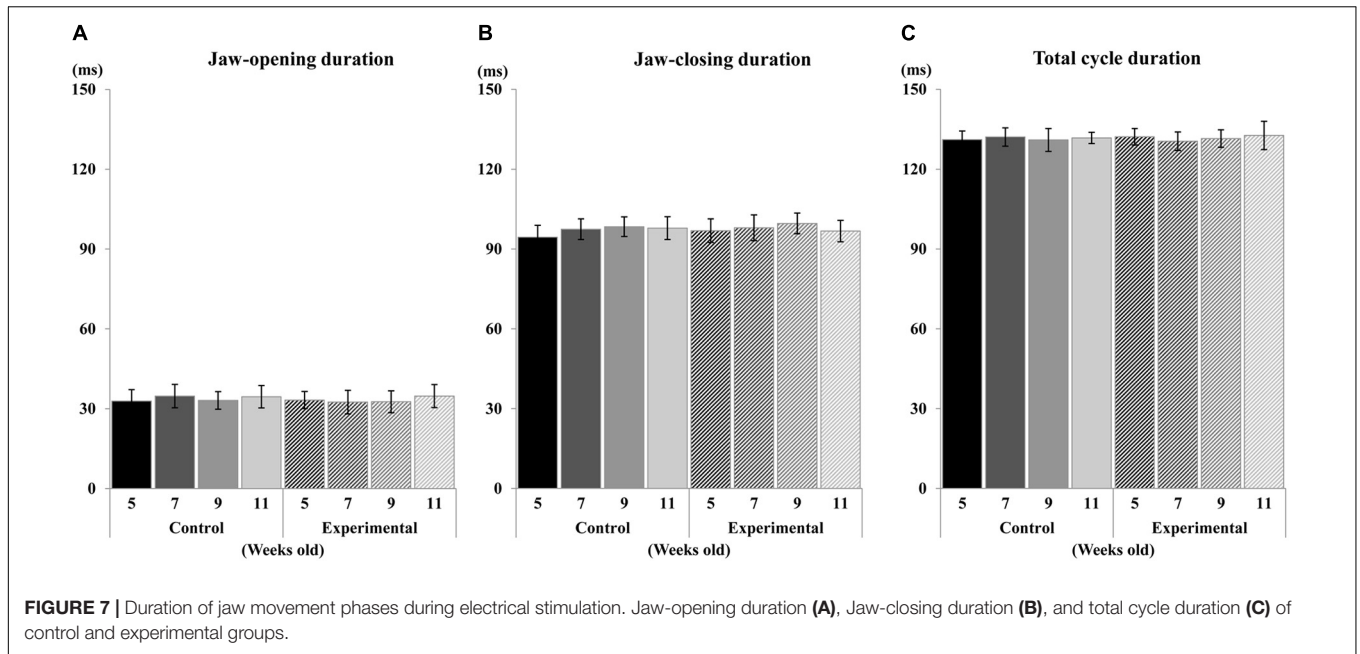 A
Jaw-opening duration
(ms)
150
120
90
60
30
0
5 7 9 11 5 7 9 11
Control Experimental
(Weeks old)
B
Jaw-closing duration
(ms)
150
120
90
60
30
0
5 7 9 11 5 7 9 11
Control Experimental
(Weeks old)
C
Total cycle duration
(ms)
150
120
90
60
30
0
5 7 9 11 5 7 9 11
Control Experimental
(Weeks old)
FIGURE 7 | Duration of jaw movement phases during electrical stimulation. Jaw-opening duration (A), Jaw-closing duration (B), and total cycle duration (C) of
control and experimental groups.